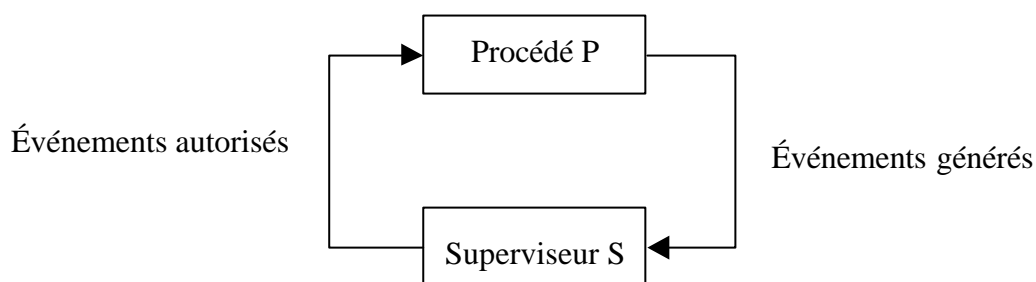 Procédé P
Événements autorisés
Événements générés
Superviseur S